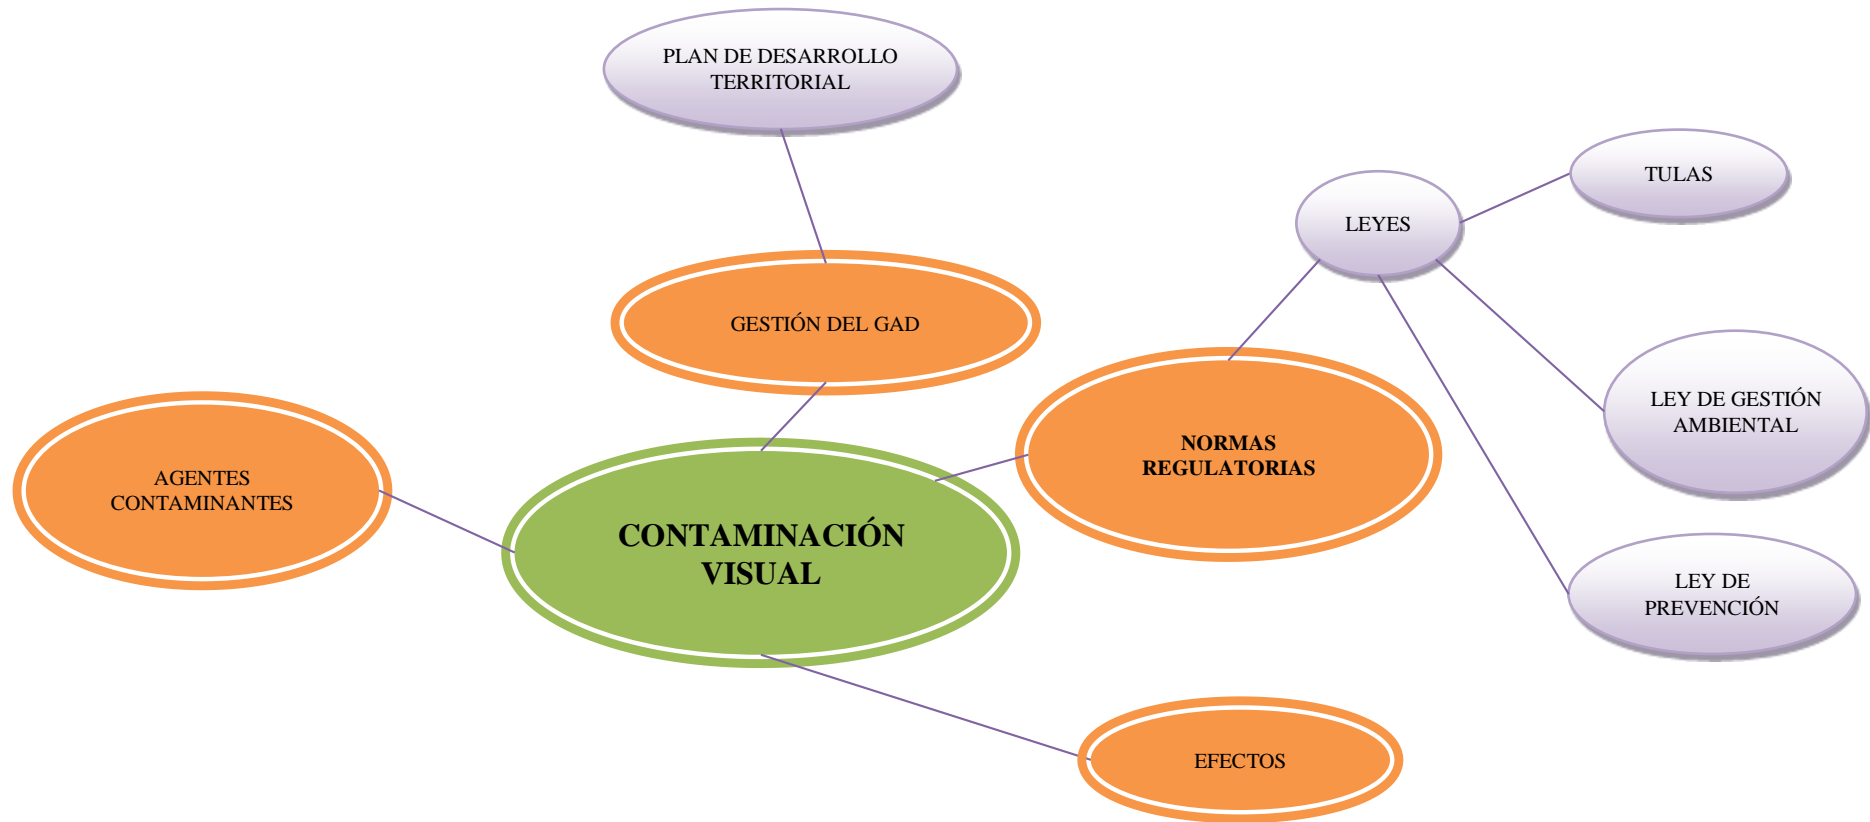 PLAN DE DESARROLLO
TERRITORIAL
TULAS
LEYES
GESTIÓN DEL GAD
LEY DE GESTIÓN
AMBIENTAL
NORMAS
REGULATORIAS
AGENTES
CONTAMINANTES
CONTAMINACIÓN
VISUAL
LEY DE
PREVENCIÓN
EFECTOS